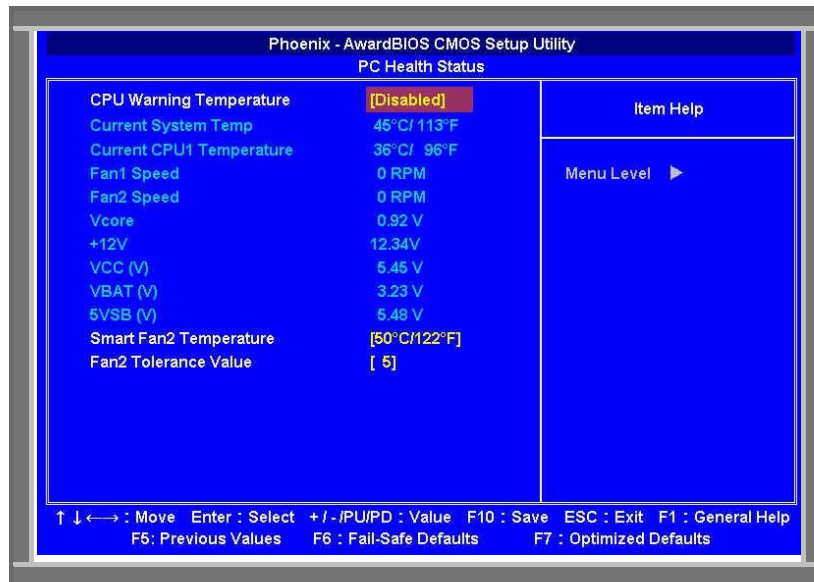 Phoenix - AwardBIOS CMOS Setup Utility
PC Health Status
CPU Warning Temperature [Disabled]
Current System Temp 45°C/ 113°F
Current CPU1 Temperature 36°C/ 96°F
Fan1 Speed 0 RPM
Fan2 Speed 0 RPM
Vcore 0.92 V
+12V 12.34V
VCC (V) 5.45 V
VBAT (V) 3.23 V
5VSB (V) 5.48 V
Smart Fan2 Temperature [50°C/122°F]
Fan2 Tolerance Value [ 5]
Item Help
Menu Level ▶
↑↓←→ : Move Enter : Select + / - /PU/PD : Value F10 : Save ESC : Exit F1 : General Help
F5: Previous Values F6 : Fail-Safe Defaults F7 : Optimized Defaults